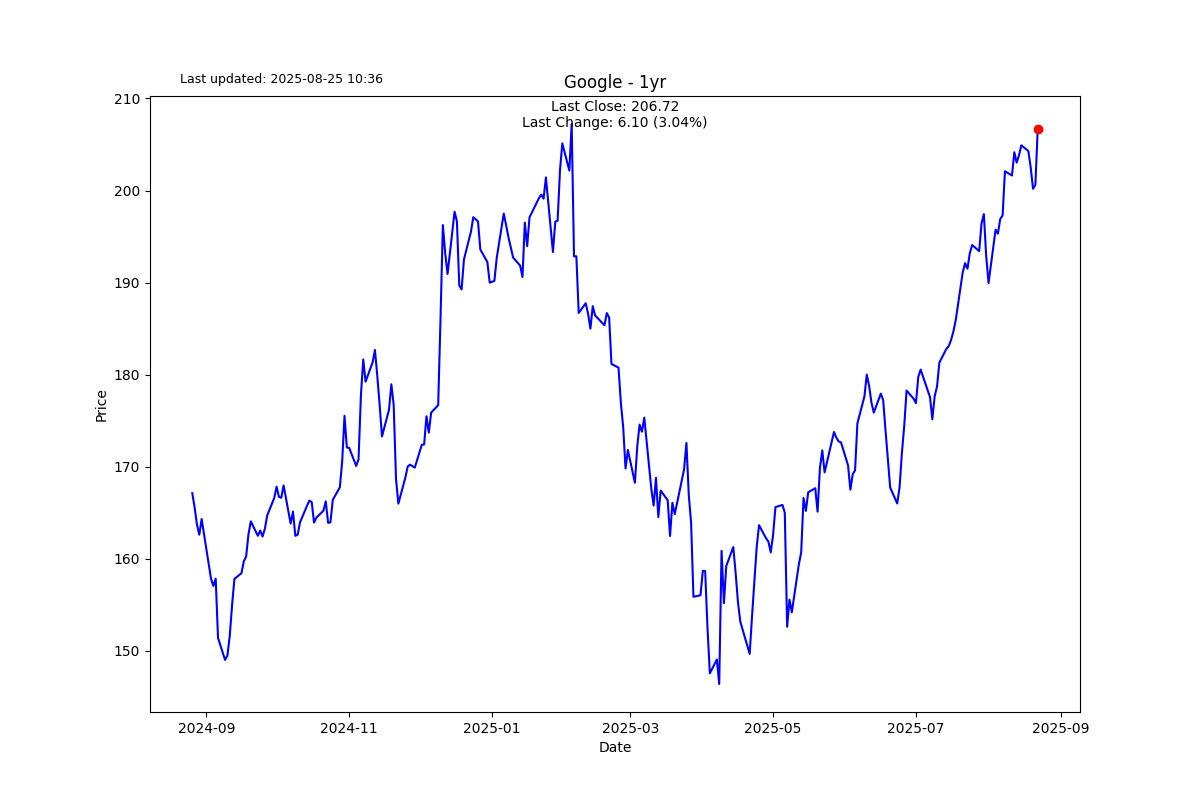 Last updated: 2025-08-25 10:36
Google - 1yr
Last Close: 206.72
Last Change: 6.10 (3.04%)
210
200
190
180
170
160
150
Price
2024-09
2024-11
2025-01
2025-03
2025-05
2025-07
2025-09
Date